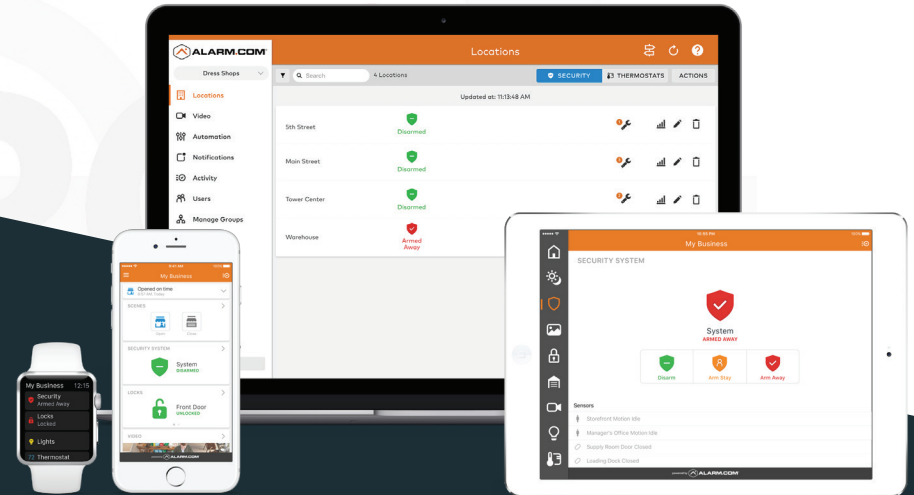 ALARM.COM
Locations
Dress Shops
Search
4 Locations
SECURITY
THERMOSTATS
ACTIONS
Updated at: 11:13:48 AM
Locations
Video
Automation
Notifications
Activity
Users
Manage Groups
5th Street
Disarmed
Main Street
Disarmed
Tower Center
Disarmed
Warehouse
Armed
Away
My Business
12:15
Security
Armed Away
Locks
Locked
Lights
Thermostat
My Business
Opened on time
SCENES
SECURITY SYSTEM
System
DISARMED
LOCKS
Front Door
UNLOCKED
VIDEO
ALARM.COM
My Business
SECURITY SYSTEM
System
ARMED AWAY
Disarm
Arm Stay
Arm Away
Sensors
Storefront Motion Idle
Manager's Office Motion Idle
Supply Room Door Closed
Loading Dock Closed
ALARM.COM